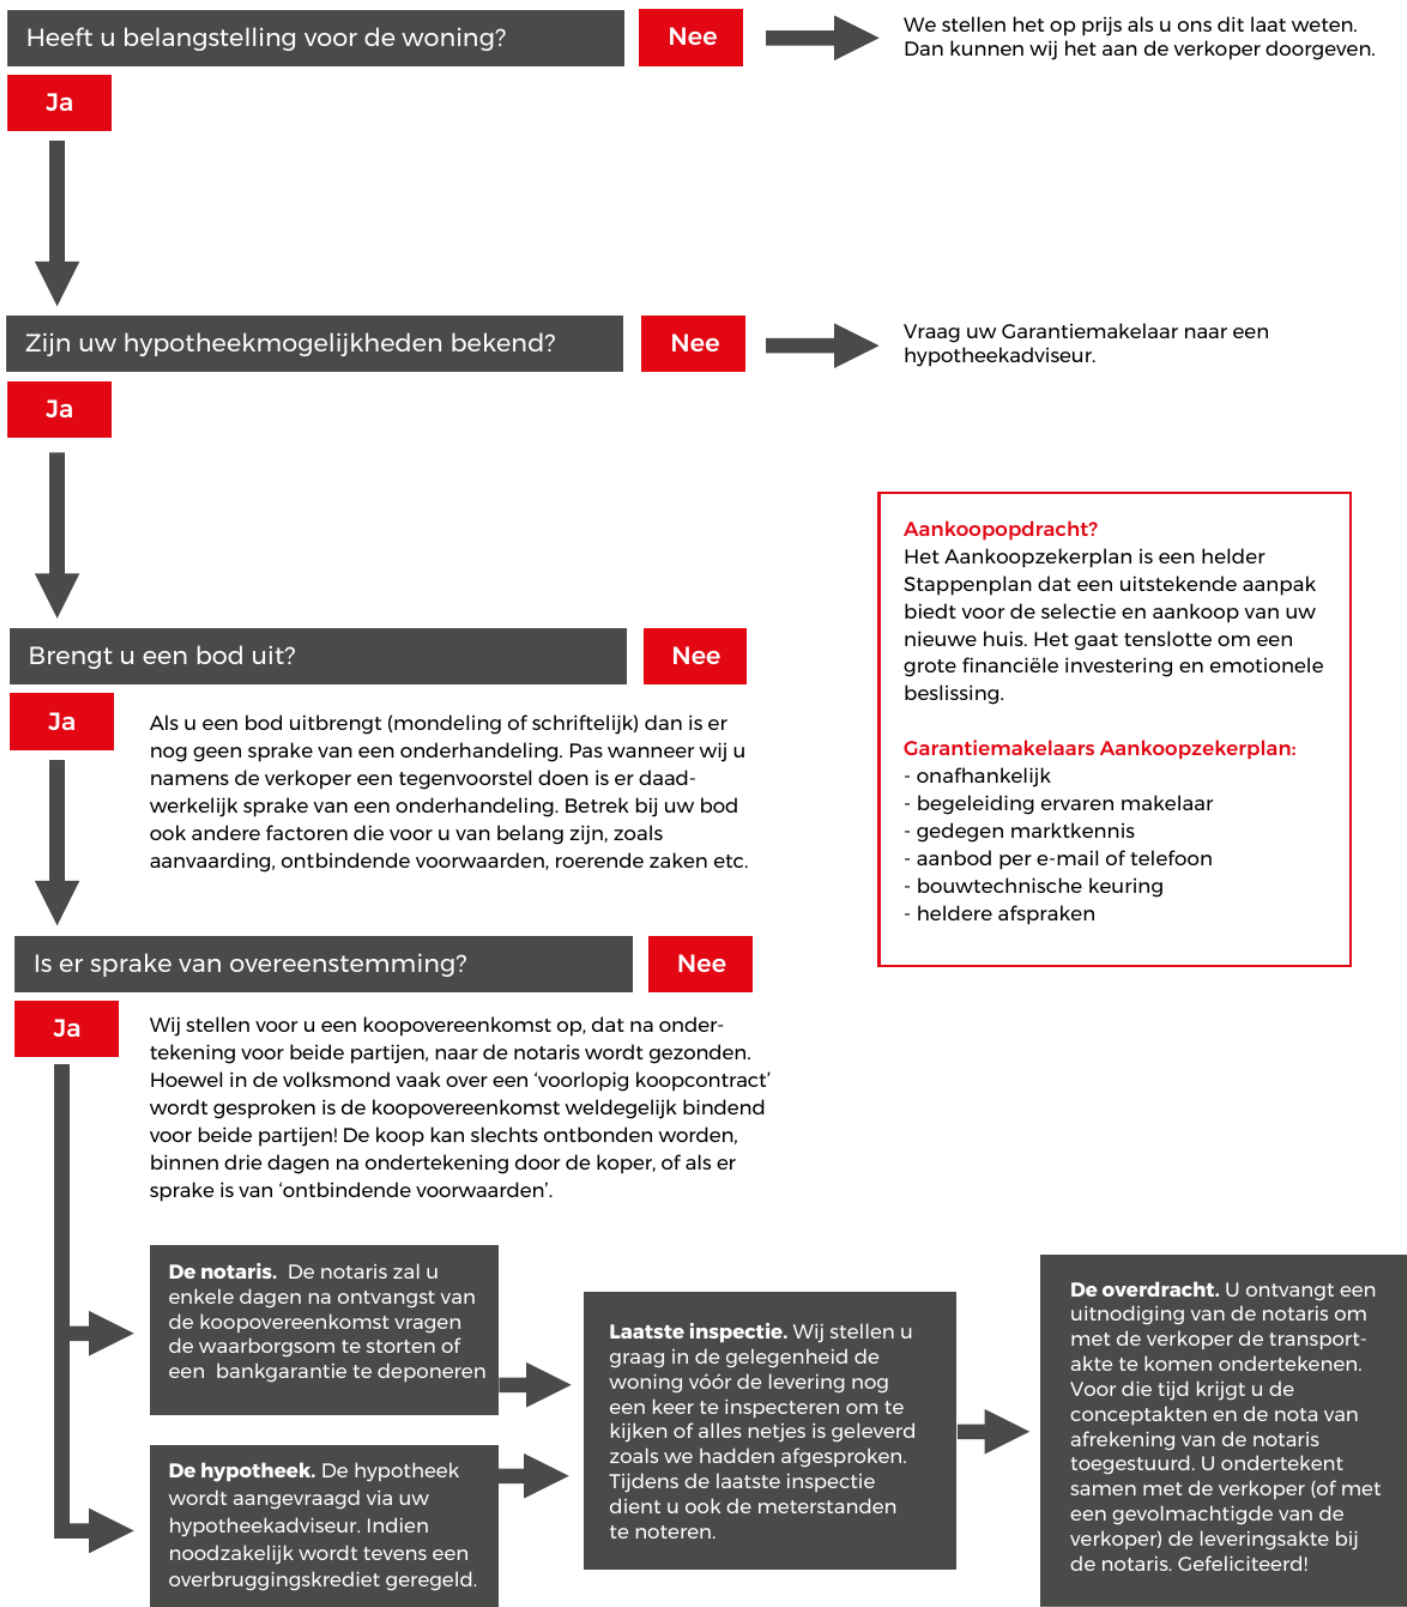 Heeft u belangstelling voor de woning?
Nee
We stellen het op prijs als u ons dit laat weten.
Dan kunnen wij het aan de verkoper doorgeven.
Ja
Zijn uw hypotheekmogelijkheden bekend?
Nee
Vraag uw Garantiemakelaar naar een
hypotheekadviseur.
Ja
Aankoopopdracht?
Het Aankoopzekerplan is een helder
Stappenplan dat een uitstekende aanpak
biedt voor de selectie en aankoop van uw
nieuwe huis. Het gaat tenslotte om een
grote financiële investering en emotionele
beslissing.
Garantiemakelaars Aankoopzekerplan:
- onafhankelijk
- begeleiding ervaren makelaar
- gedegen marktkennis
- aanbod per e-mail of telefoon
- bouwtechnische keuring
- heldere afspraken
Brengt u een bod uit?
Nee
Ja
Als u een bod uitbrengt (mondeling of schriftelijk) dan is er
nog geen sprake van een onderhandeling. Pas wanneer wij u
namens de verkoper een tegenvoorstel doen is er daad-
werkelijk sprake van een onderhandeling. Betrek bij uw bod
ook andere factoren die voor u van belang zijn, zoals
aanvaarding, ontbindende voorwaarden, roerende zaken etc.
Is er sprake van overeenstemming?
Nee
Ja
Wij stellen voor u een koopovereenkomst op, dat na onder-
tekening voor beide partijen, naar de notaris wordt gezonden.
Hoewel in de volksmond vaak over een ‘voorlopig koopcontract’
wordt gesproken is de koopovereenkomst weldegelijk bindend
voor beide partijen! De koop kan slechts ontbonden worden,
binnen drie dagen na ondertekening door de koper, of als er
sprake is van ‘ontbindende voorwaarden’.
De notaris. De notaris zal u
enkele dagen na ontvangst van
de koopovereenkomst vragen
de waarborgsom te storten of
een bankgarantie te deponeren
De hypotheek. De hypotheek
wordt aangevraagd via uw
hypotheekadviseur. Indien
noodzakelijk wordt tevens een
overbruggingskrediet geregeld.
Laatste inspectie. Wij stellen u
graag in de gelegenheid de
woning vóór de levering nog
een keer te inspecteren om te
kijken of alles netjes is geleverd
zoals we hadden afgesproken.
Tijdens de laatste inspectie
dient u ook de meterstanden
te noteren.
De overdracht. U ontvangt een
uitnodiging van de notaris om
met de verkoper de transport-
akte te komen ondertekenen.
Voor die tijd krijgt u de
conceptakten en de nota van
afrekening van de notaris
toegestuurd. U ondertekent
samen met de verkoper (of met
een gevolmachtigde van de
verkoper) de leveringsakte bij
de notaris. Gefeliciteerd!